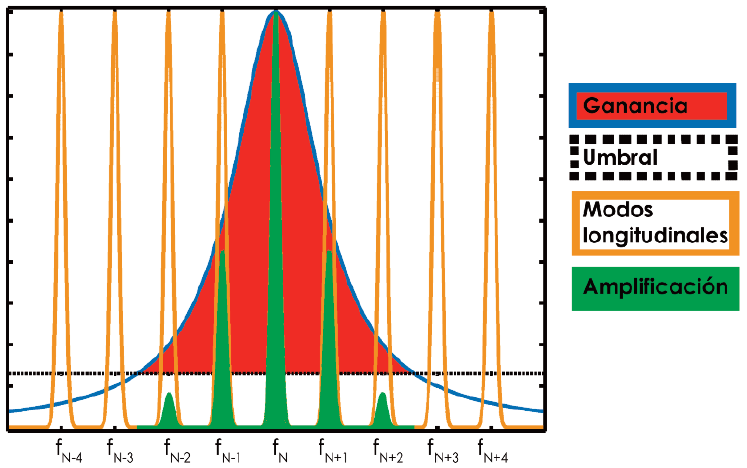 Ganancia
Umbral
Modos
longitudinales
Amplificación
fN-4 fN-3 fN-2 fN-1 fN fN+1 fN+2 fN+3 fN+4